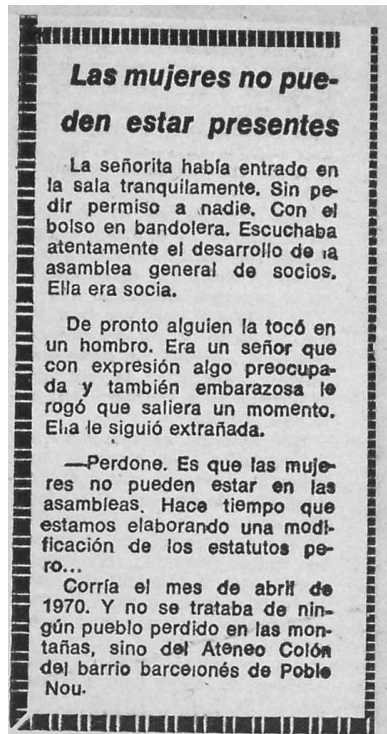 Las mujeres no pue-
den estar presentes
La señorita había entrado en
la sala tranquilamente. Sin pe-
dir permiso a nadie. Con el
bolso en bandolera. Escuchaba
atentamente el desarrollo de la
asamblea general de socios.
Ella era socia.
De pronto alguien la tocó en
un hombro. Era un señor que
con expresión algo preocupa-
da y también embarazosa le
rogó que saliera un momento.
Ella le siguió extrañada.
—Perdone. Es que las muje-
res no pueden estar en las
asambleas. Hace tiempo que
estamos elaborando una modi-
ficación de los estatutos pe-
ro...
Corría el mes de abril de
1970. Y no se trataba de nin-
gún pueblo perdido en las mon-
tañas, sino del Ateneo Colón
del barrio barcelonés de Poble
Nou.